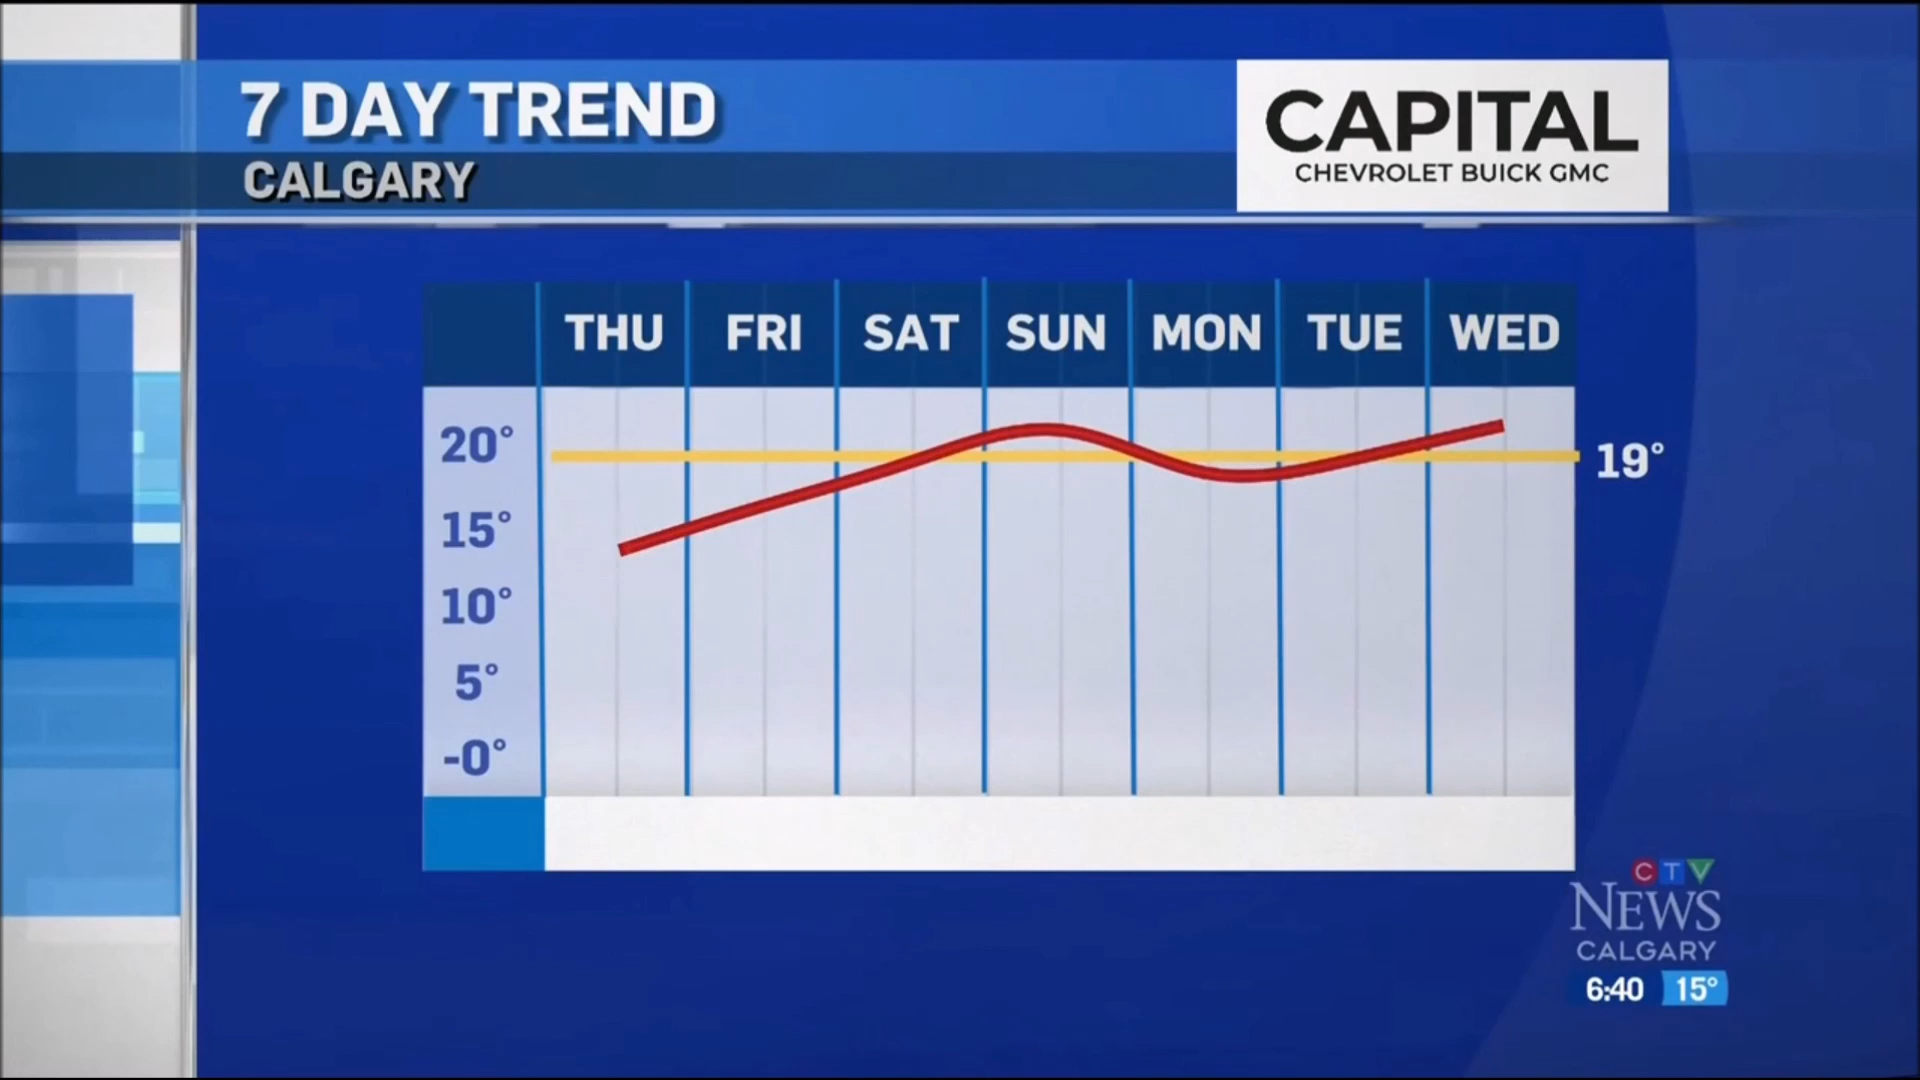 7 DAY TREND
CALGARY
CAPITAL
CHEVROLET BUICK GMC
THU FRI SAT SUN MON TUE WED
20°
19°
15°
10°
5°
-0°
CTV
NEWS
CALGARY
6:40 15°